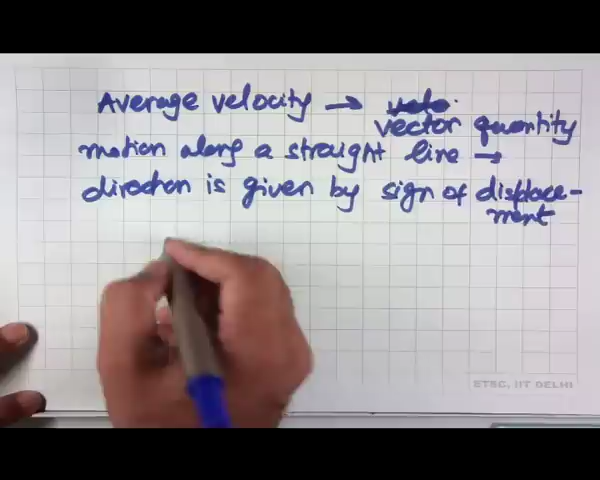 Average velocity →
vector quantity
motion along a straight line →
direction is given by sign of displace-
ment
ETSC, IIT DELHI